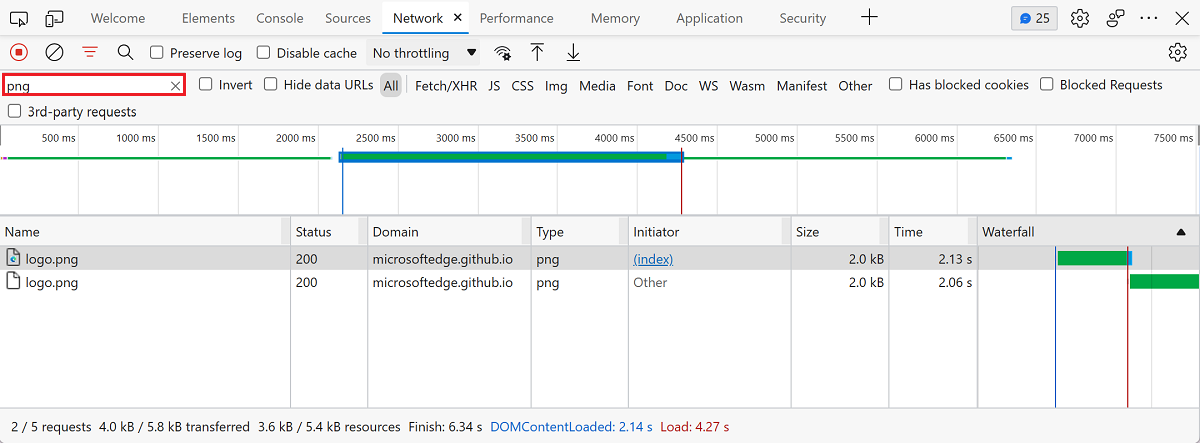 Welcome Elements Console Sources Network Performance Memory Application Security 25
Preserve log Disable cache No throttling
png Invert Hide data URLs All Fetch/XHR JS CSS Img Media Font Doc WS Wasm Manifest Other Has blocked cookies Blocked Requests
3rd-party requests
500 ms 1000 ms 1500 ms 2000 ms 2500 ms 3000 ms 3500 ms 4000 ms 4500 ms 5000 ms 5500 ms 6000 ms 6500 ms 7000 ms 7500 ms
Name Status Domain Type Initiator Size Time Waterfall
logo.png 200 microsoftedge.github.io png (index) 2.0 kB 2.13 s
logo.png 200 microsoftedge.github.io png Other 2.0 kB 2.06 s
2 / 5 requests 4.0 kB / 5.8 kB transferred 3.6 kB / 5.4 kB resources Finish: 6.34 s DOMContentLoaded: 2.14 s Load: 4.27 s